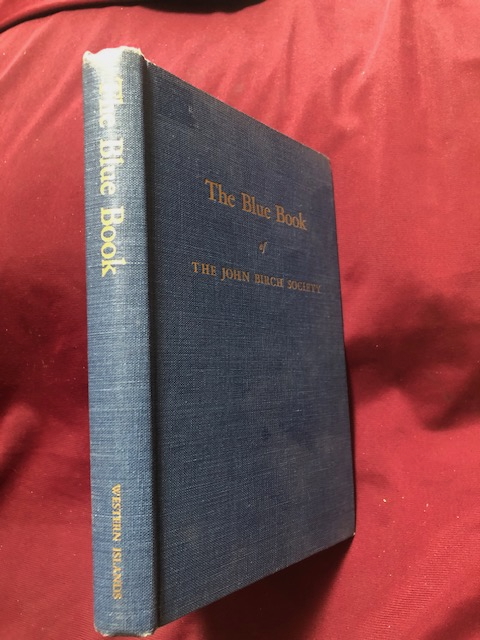 The Blue Book
WESTERN ISLANDS
The Blue Book
of
THE JOHN BIRCH SOCIETY